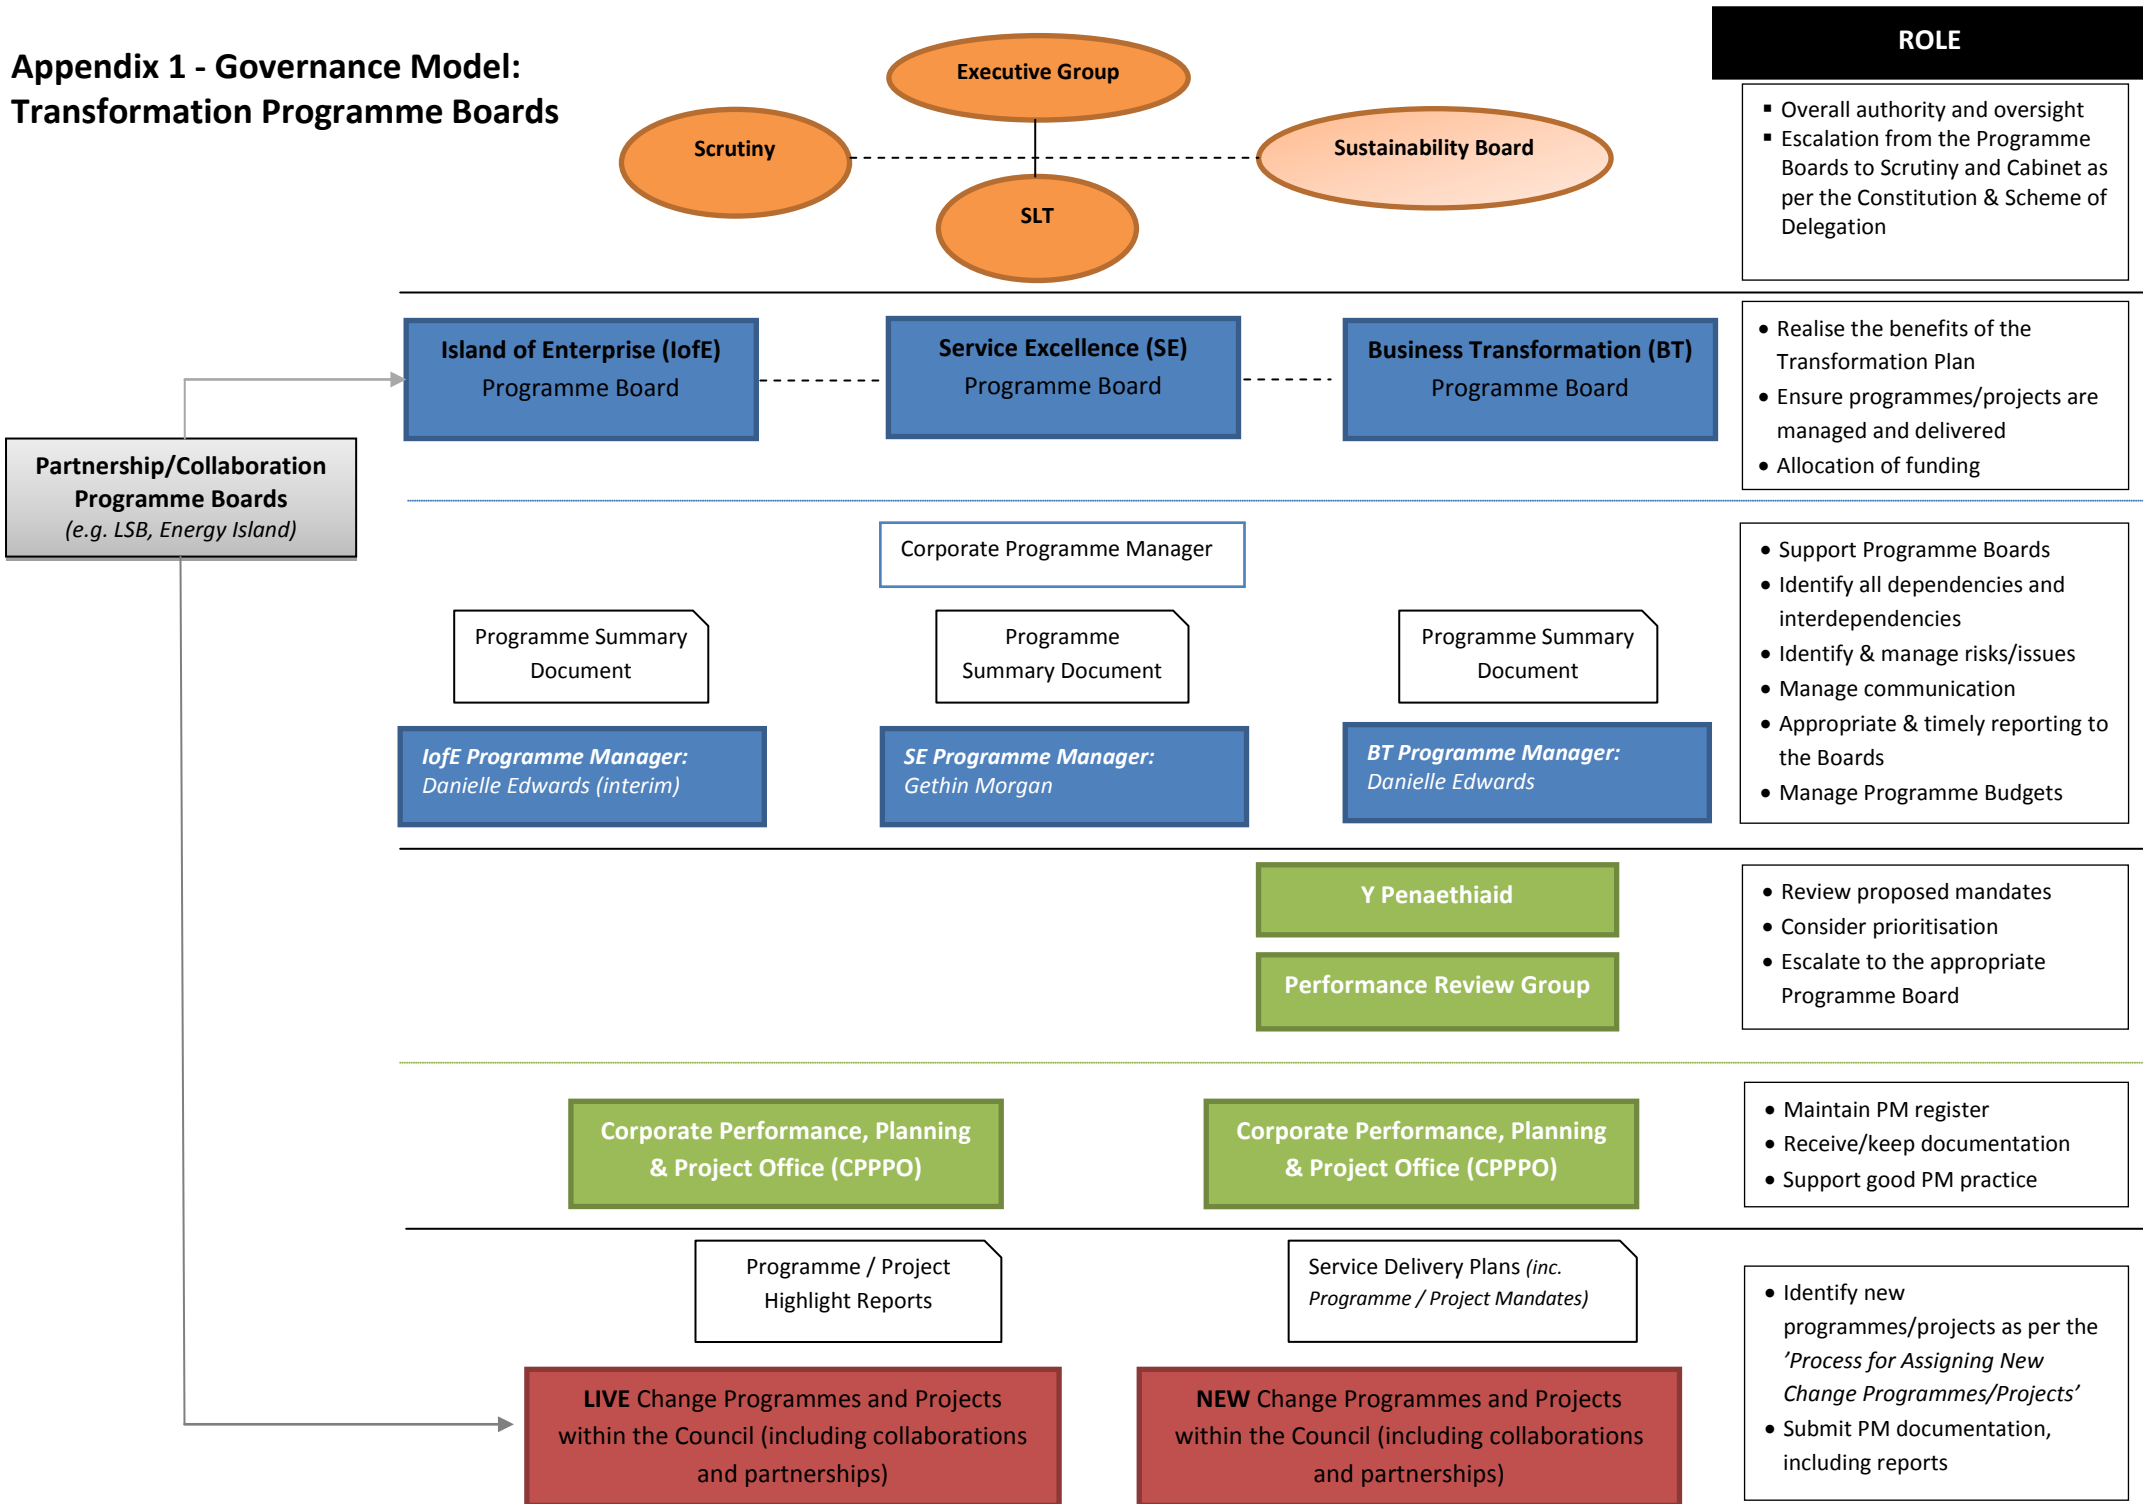 Appendix 1 - Governance Model:
Transformation Programme Boards
Executive Group
Scrutiny
Sustainability Board
SLT
ROLE
▪ Overall authority and oversight
▪ Escalation from the Programme
Boards to Scrutiny and Cabinet as
per the Constitution & Scheme of
Delegation
Island of Enterprise (IofE)
Programme Board
Service Excellence (SE)
Programme Board
Business Transformation (BT)
Programme Board
• Realise the benefits of the
Transformation Plan
• Ensure programmes/projects are
managed and delivered
• Allocation of funding
Partnership/Collaboration
Programme Boards
(e.g. LSB, Energy Island)
Corporate Programme Manager
Programme Summary
Document
Programme
Summary Document
Programme Summary
Document
IofE Programme Manager:
Danielle Edwards (interim)
SE Programme Manager:
Gethin Morgan
BT Programme Manager:
Danielle Edwards
• Support Programme Boards
• Identify all dependencies and
interdependencies
• Identify & manage risks/issues
• Manage communication
• Appropriate & timely reporting to
the Boards
• Manage Programme Budgets
Y Penaethiaid
Performance Review Group
• Review proposed mandates
• Consider prioritisation
• Escalate to the appropriate
Programme Board
Corporate Performance, Planning
& Project Office (CPPPO)
Corporate Performance, Planning
& Project Office (CPPPO)
• Maintain PM register
• Receive/keep documentation
• Support good PM practice
Programme / Project
Highlight Reports
Service Delivery Plans (inc.
Programme / Project Mandates)
LIVE Change Programmes and Projects
within the Council (including collaborations
and partnerships)
NEW Change Programmes and Projects
within the Council (including collaborations
and partnerships)
• Identify new
programmes/projects as per the
’Process for Assigning New
Change Programmes/Projects’
• Submit PM documentation,
including reports